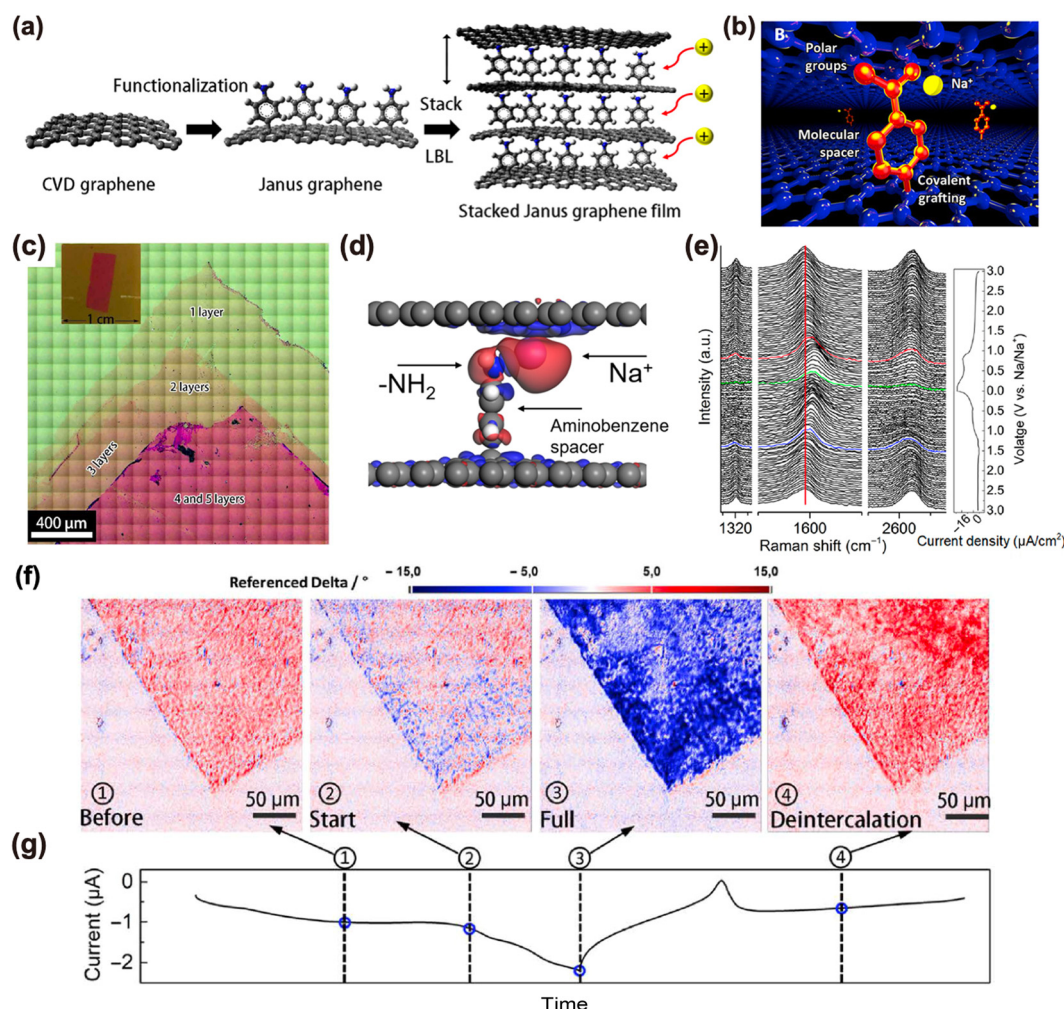 (a)
Functionalization
CVD graphene
Janus graphene
Stack
LBL
Stacked Janus graphene film
+
+
+
(b)
B
Polar
groups
Na⁺
Molecular
spacer
Covalent
grafting
(c)
1 cm
1 layer
2 layers
3 layers
4 and 5 layers
400 µm
(d)
-NH₂
Na⁺
Aminobenzene
spacer
(e)
Intensity (a.u.)
1320
1600
2600
Raman shift (cm⁻¹)
3.0
2.5
2.0
1.5
1.0
0.5
0.0
0.5
1.0
1.5
2.0
2.5
3.0
Volatge (V vs. Na/Na⁺)
−16
0
Current density (µA/cm²)
(f)
Referenced Delta / °
- 15,0
- 5,0
5,0
15,0
① Before
50 µm
② Start
50 µm
③ Full
50 µm
④ Deintercalation
50 µm
(g)
①
②
③
④
Current (µA)
0
−1
−2
Time